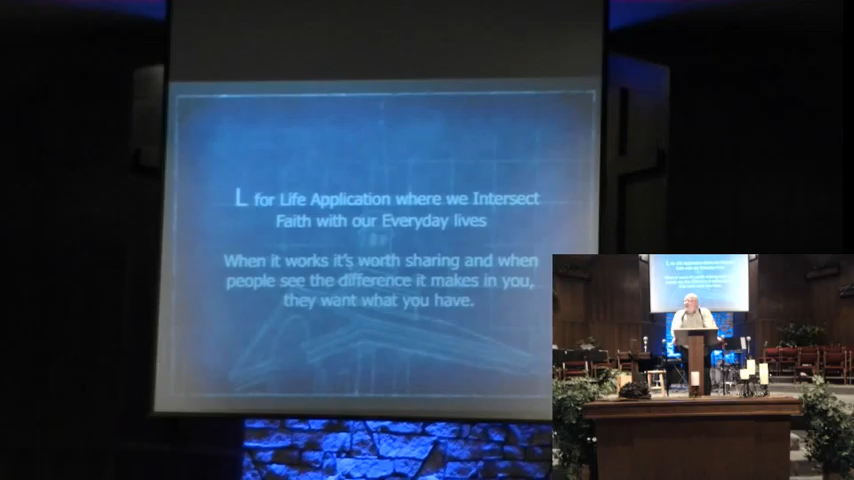 L for Life Application where we Intersect
Faith with our Everyday lives
When it works it's worth sharing and when
people see the difference it makes in you,
they want what you have.